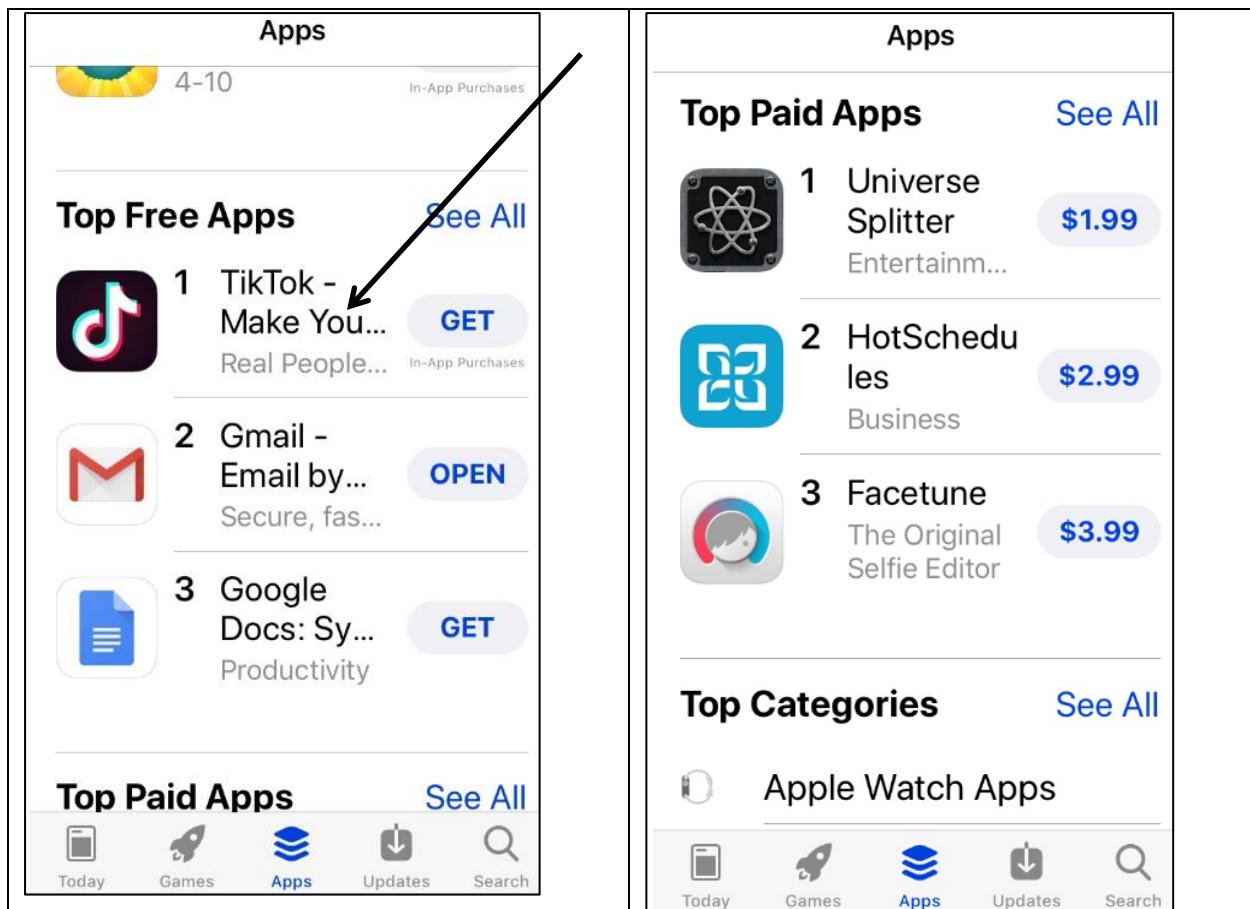 Apps
4-10
In-App Purchases
Top Free Apps
See All
1
TikTok -
Make You...
Real People...
GET
In-App Purchases
2
Gmail -
Email by...
Secure, fas...
OPEN
3
Google
Docs: Sy...
Productivity
GET
Top Paid Apps
See All
Today
Games
Apps
Updates
Search
Apps
Top Paid Apps
See All
1
Universe
Splitter
Entertainm...
$1.99
2
HotSchedu
les
Business
$2.99
3
Facetune
The Original
Selfie Editor
$3.99
Top Categories
See All
Apple Watch Apps
Today
Games
Apps
Updates
Search